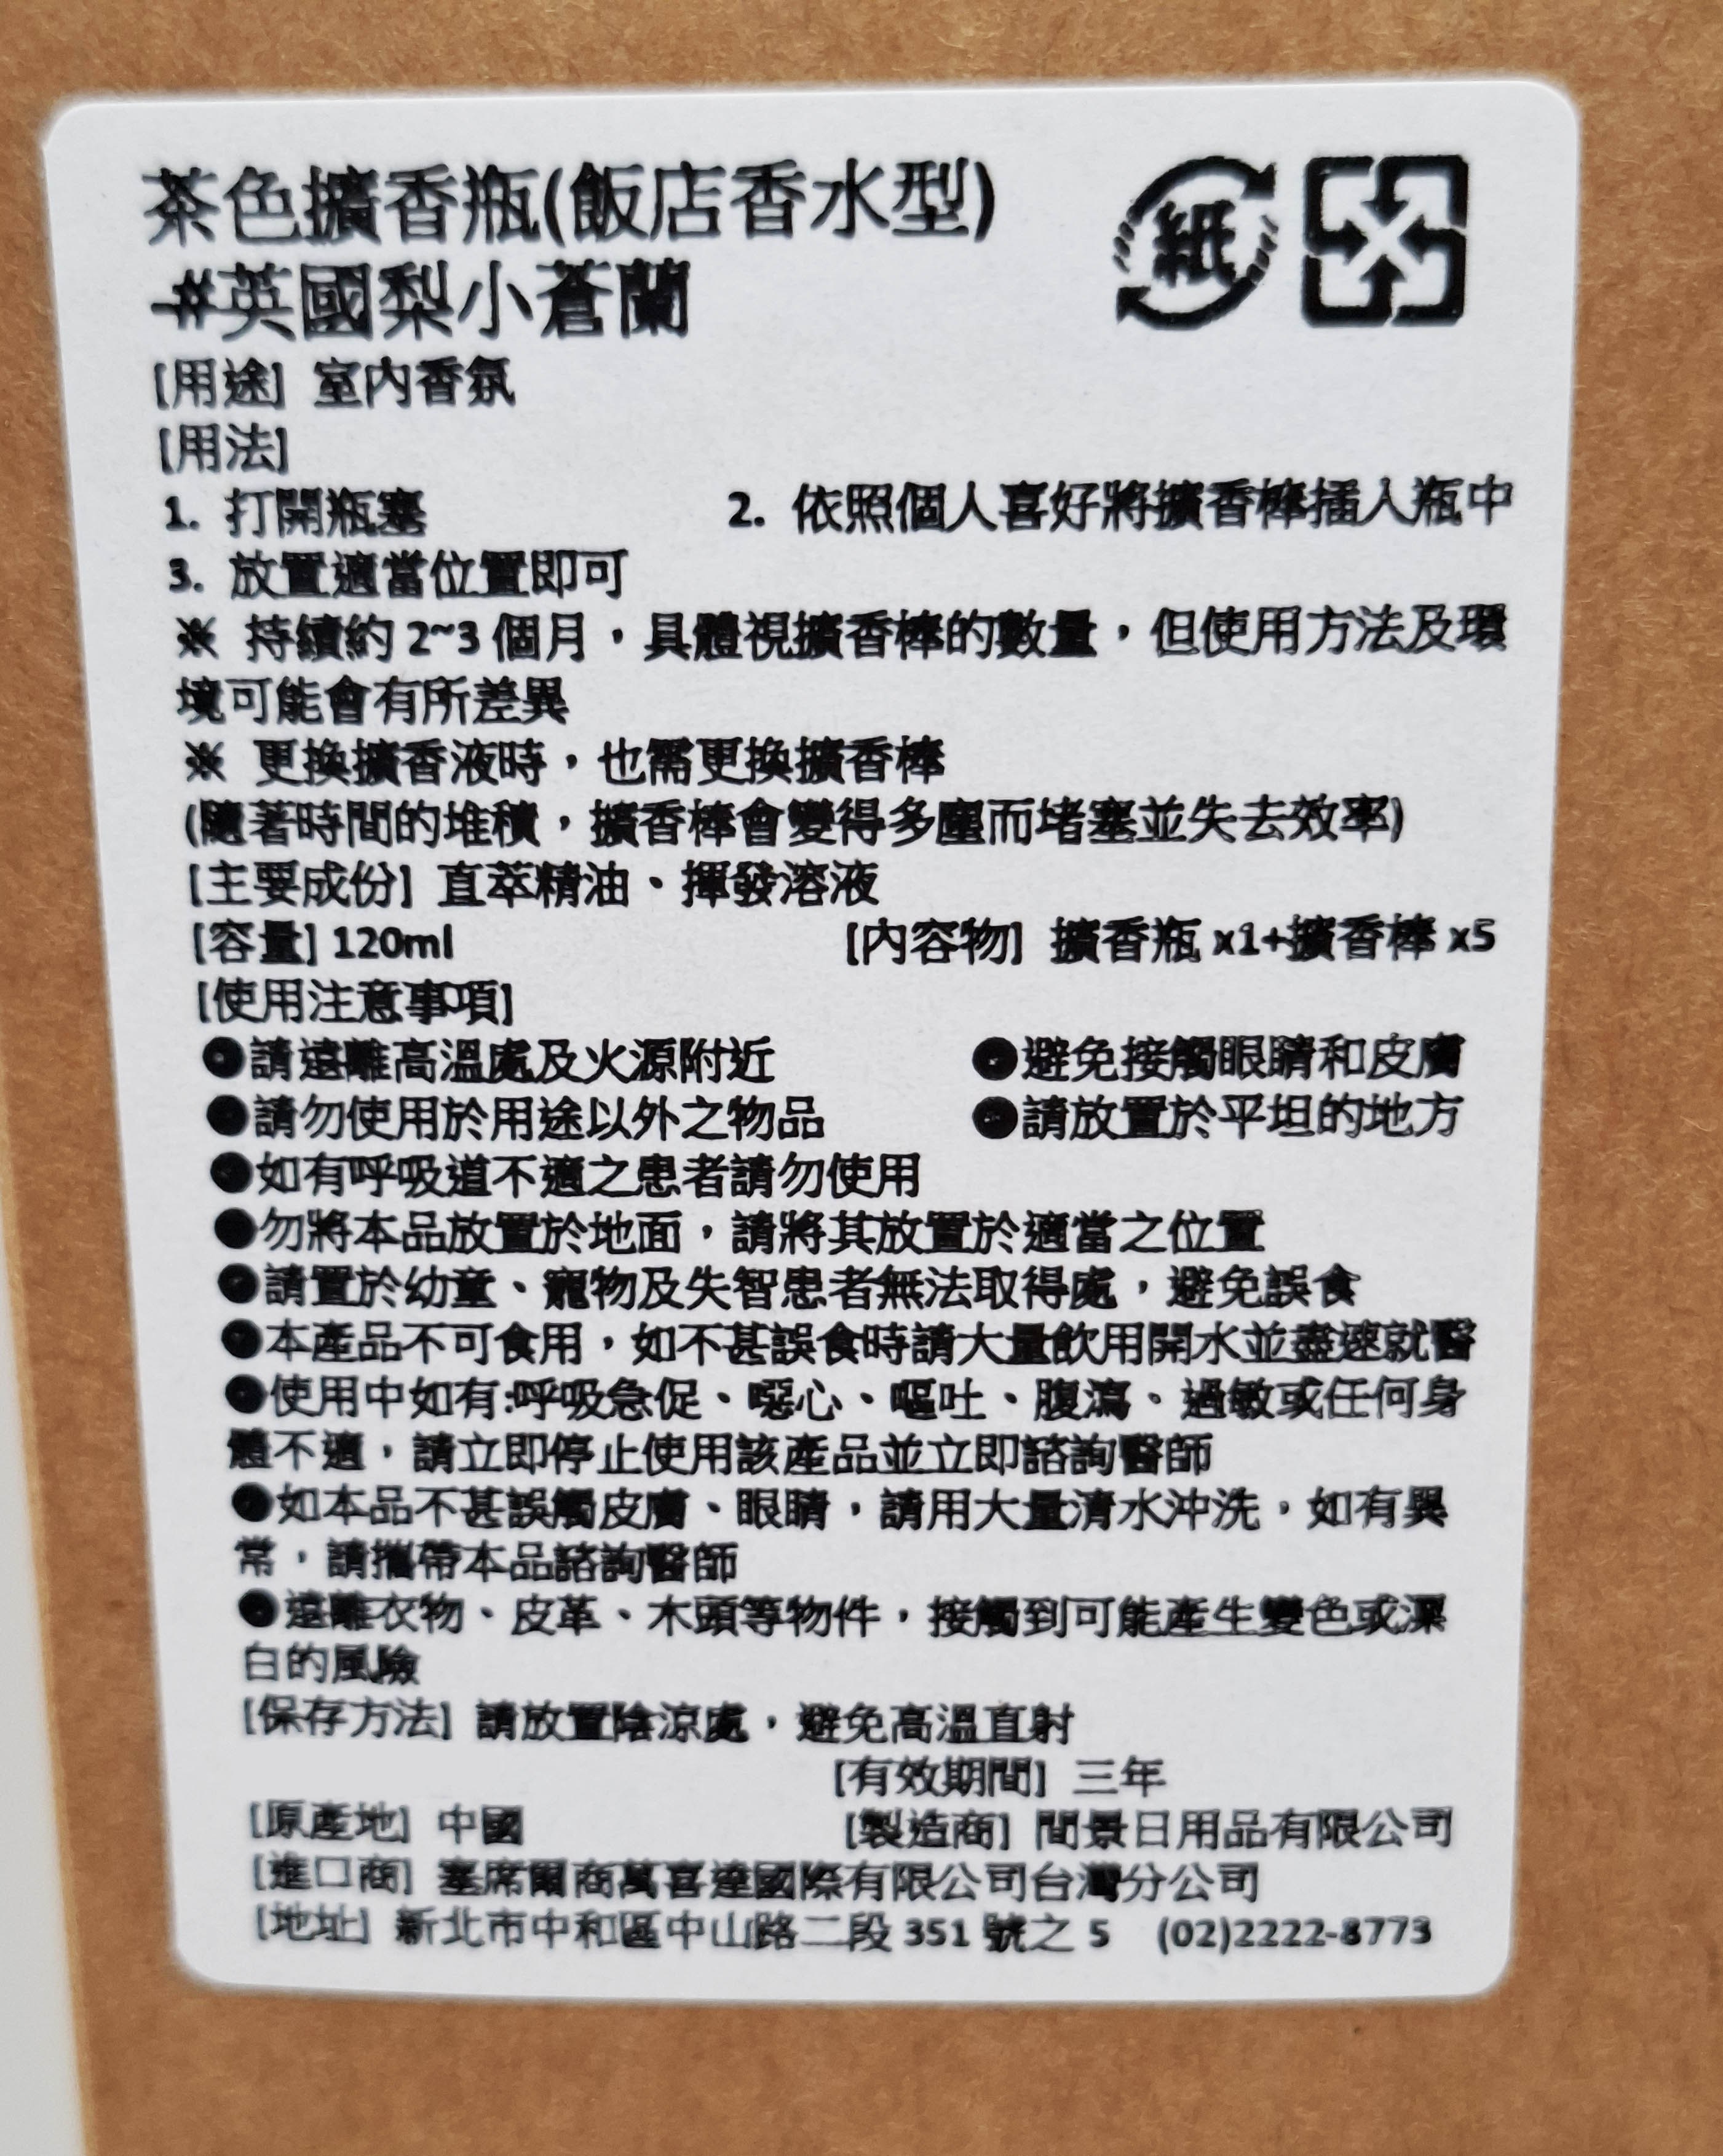 茶色擴香瓶(飯店香水型)
-#英國梨小蒼蘭
紙
[用途] 室內香氛
[用法]
1. 打開瓶塞 2. 依照個人喜好將擴香棒插入瓶中
3. 放置適當位置即可
※ 持續約 2~3 個月，具體視擴香棒的數量，但使用方法及環
境可能會有所差異
※ 更換擴香液時，也需更換擴香棒
(隨著時間的堆積，擴香棒會變得多塵而堵塞並失去效率)
[主要成份] 直萃精油、揮發溶液
[容量] 120ml [內容物] 擴香瓶 x1+擴香棒 x5
[使用注意事項]
●請遠離高溫處及火源附近 ●避免接觸眼睛和皮膚
●請勿使用於用途以外之物品 ●請放置於平坦的地方
●如有呼吸道不適之患者請勿使用
●勿將本品放置於地面，請將其放置於適當之位置
●請置於幼童、寵物及失智患者無法取得處，避免誤食
●本產品不可食用，如不甚誤食時請大量飲用開水並盡速就醫
●使用中如有:呼吸急促、噁心、嘔吐、腹瀉、過敏或任何身
體不適，請立即停止使用該產品並立即諮詢醫師
●如本品不甚誤觸皮膚、眼睛，請用大量清水沖洗，如有異
常，請攜帶本品諮詢醫師
●遠離衣物、皮革、木頭等物件，接觸到可能產生變色或漂
白的風險
[保存方法] 請放置陰涼處，避免高溫直射
[有效期間] 三年
[原產地] 中國 [製造商] 間景日用品有限公司
[進口商] 塞席爾商萬喜達國際有限公司台灣分公司
[地址] 新北市中和區中山路二段 351 號之 5 (02)2222-8773